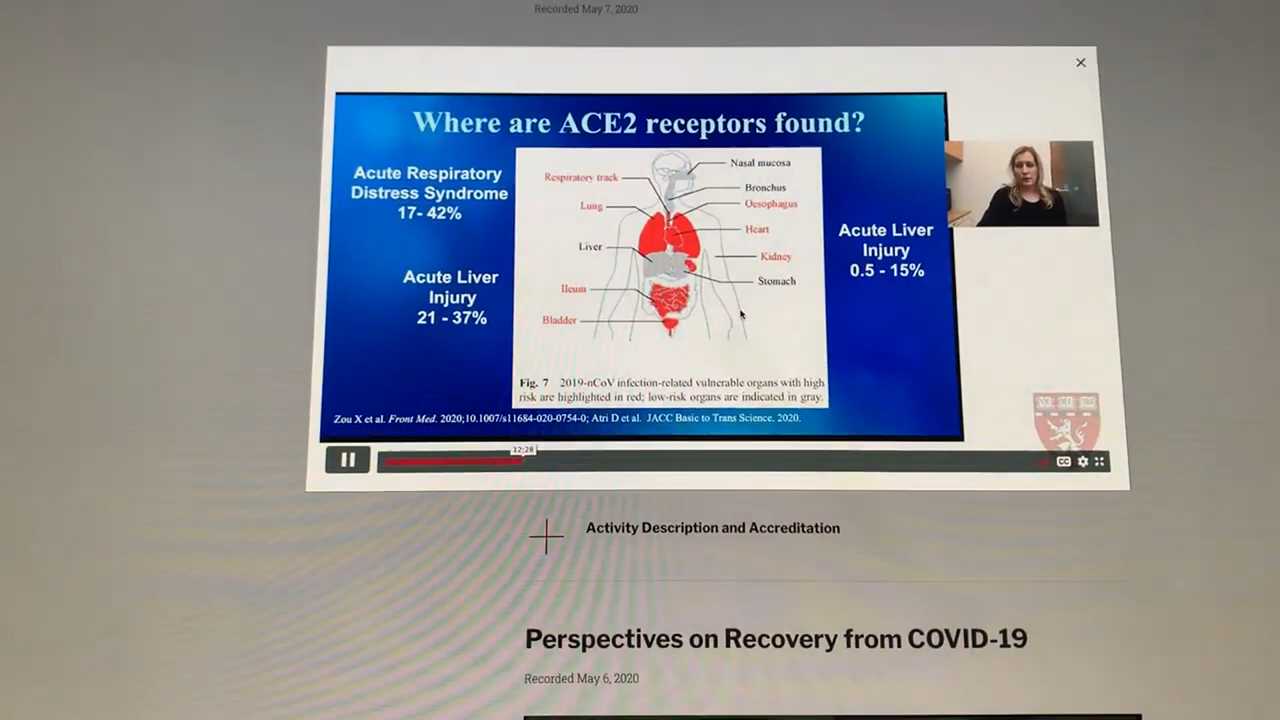 Recorded May 7, 2020
Where are ACE2 receptors found?
Acute Respiratory
Distress Syndrome
17- 42%
Acute Liver
Injury
21 - 37%
Nasal mucosa
Respiratory track
Bronchus
Lung
Oesophagus
Heart
Liver
Kidney
Stomach
Ileum
Bladder
Fig. 7 2019-nCoV infection-related vulnerable organs with high
risk are highlighted in red; low-risk organs are indicated in gray.
Acute Liver
Injury
0.5 - 15%
Zou X et al. Front Med. 2020;10.1007/s11684-020-0754-0; Atri D et al. JACC Basic to Trans Science. 2020.
12:28
CC
Activity Description and Accreditation
Perspectives on Recovery from COVID-19
Recorded May 6, 2020